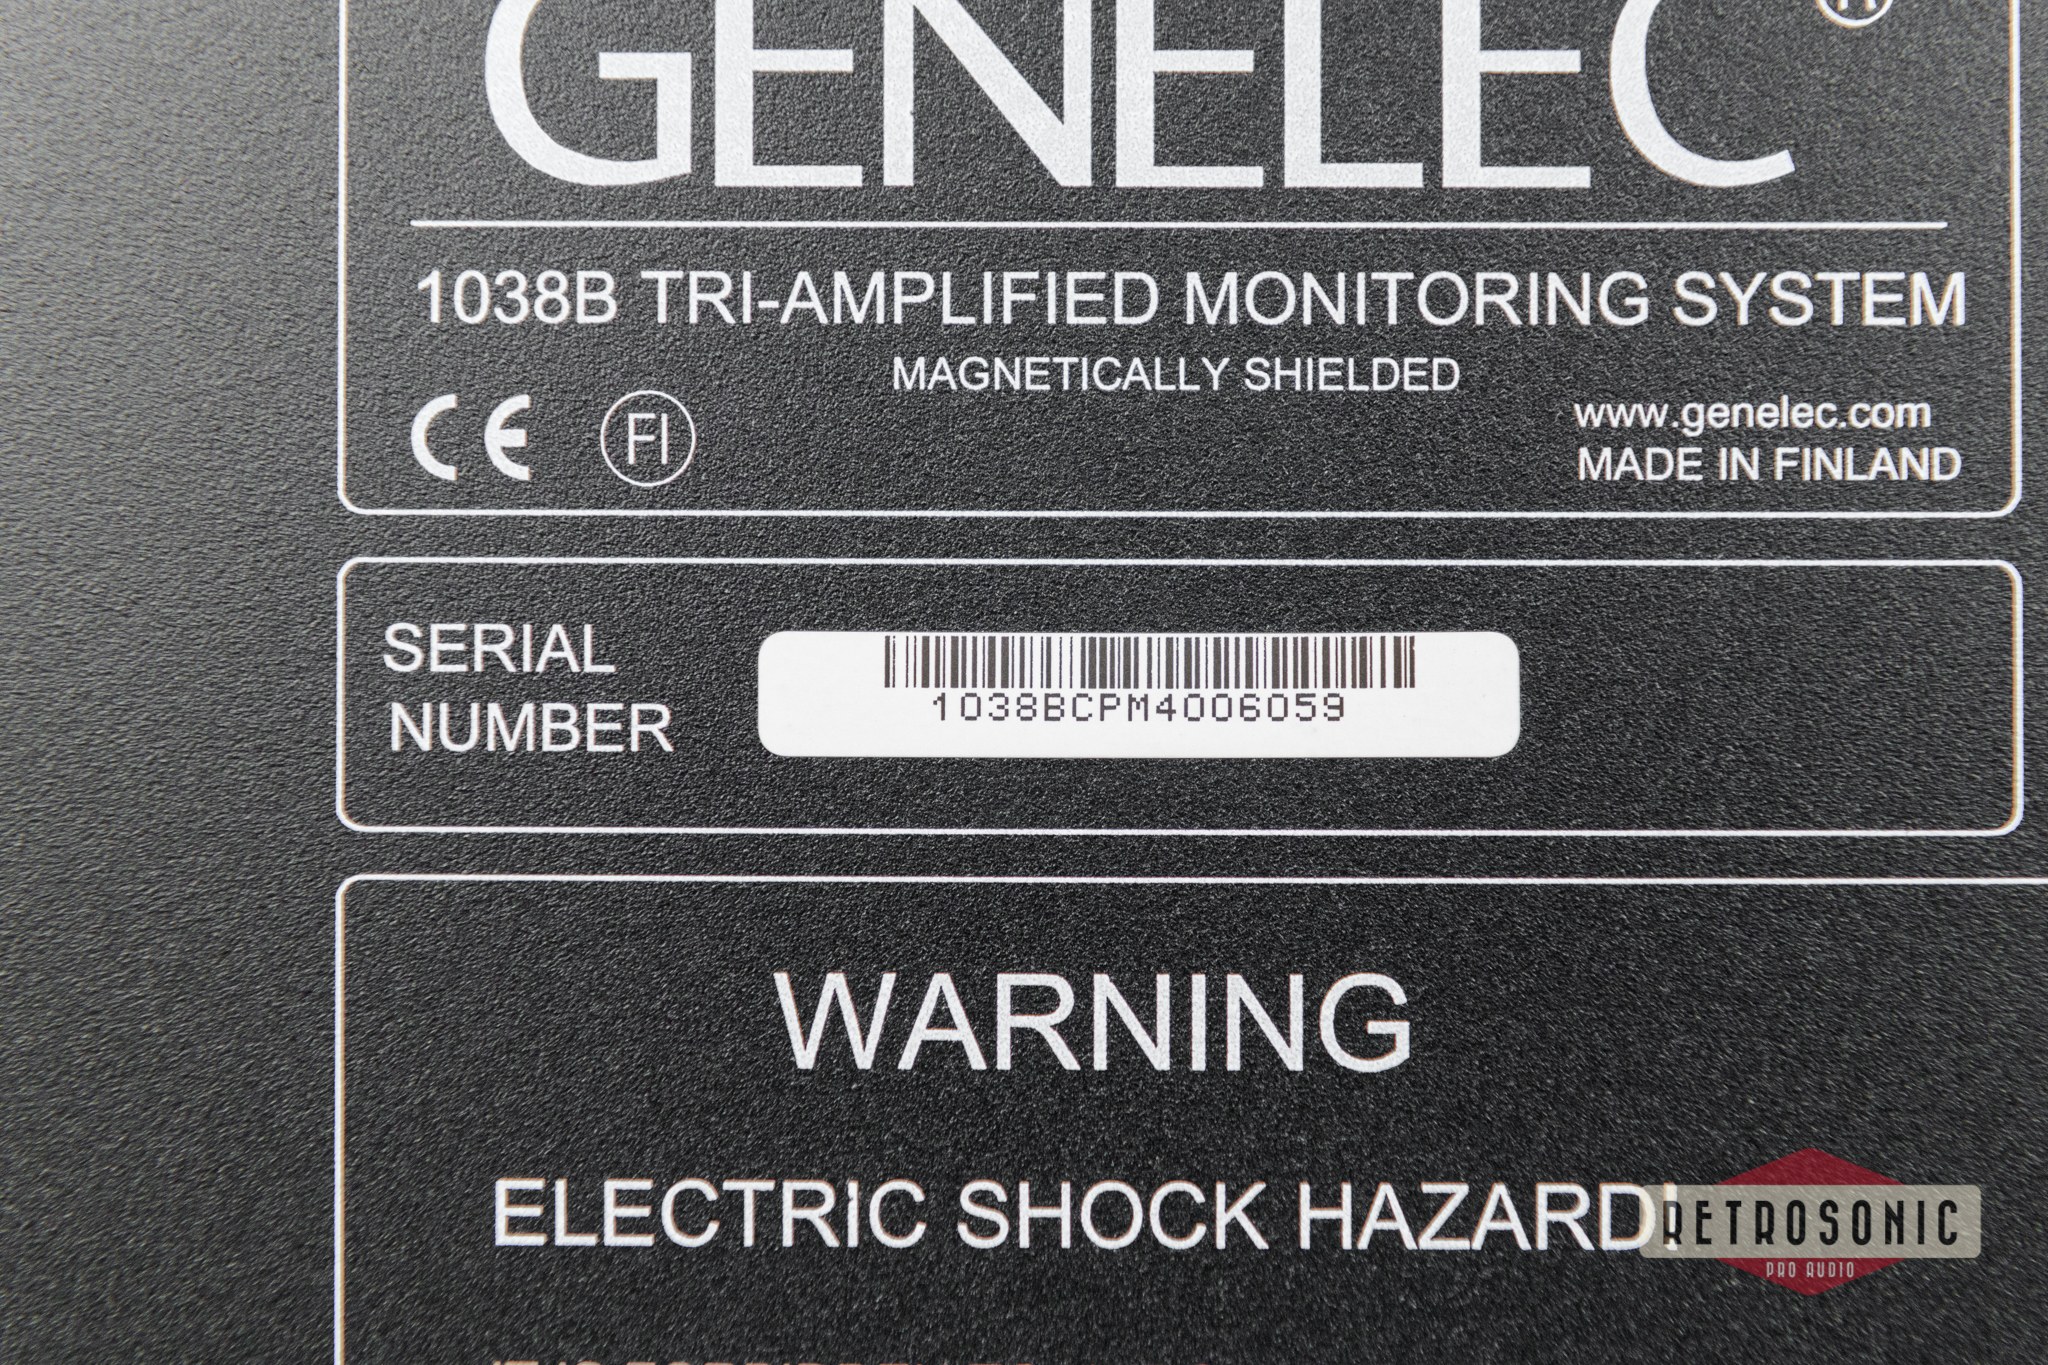 GENELEC®
1038B TRI-AMPLIFIED MONITORING SYSTEM
MAGNETICALLY SHIELDED
CE FI
www.genelec.com
MADE IN FINLAND
SERIAL
NUMBER
1038BCPM4006059
WARNING
ELECTRIC SHOCK HAZARD!
RETROSONIC
PRO AUDIO